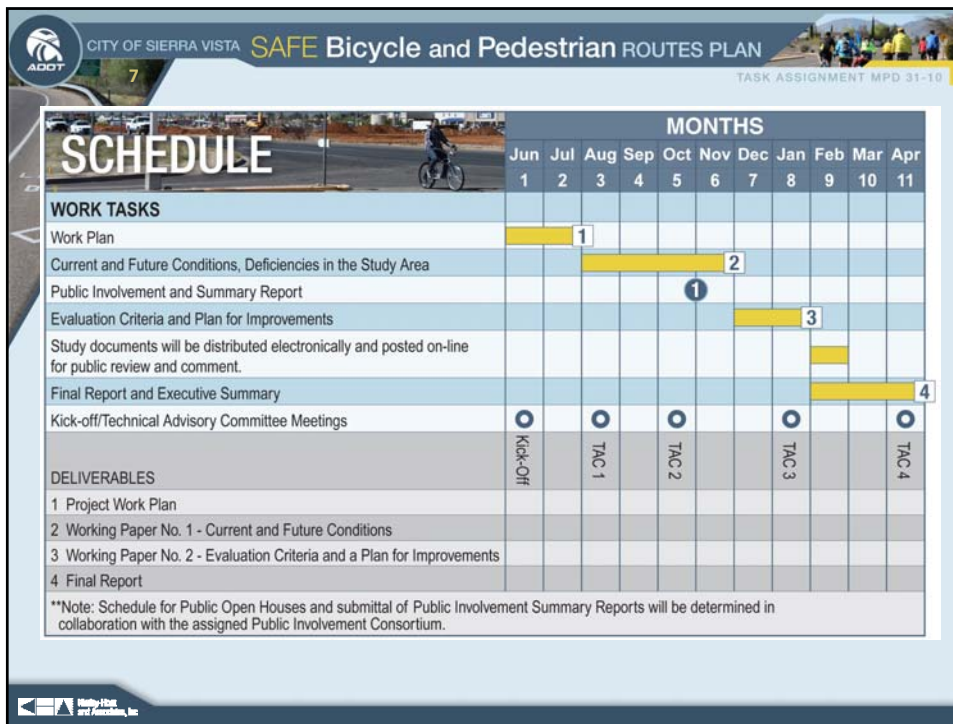 ADOT
CITY OF SIERRA VISTA SAFE Bicycle and Pedestrian ROUTES PLAN
7
TASK ASSIGNMENT MPD 31-10
SCHEDULE
MONTHS
Jun Jul Aug Sep Oct Nov Dec Jan Feb Mar Apr
1 2 3 4 5 6 7 8 9 10 11
WORK TASKS
Work Plan 1
Current and Future Conditions, Deficiencies in the Study Area 2
Public Involvement and Summary Report 1
Evaluation Criteria and Plan for Improvements 3
Study documents will be distributed electronically and posted on-line
for public review and comment.
Final Report and Executive Summary 4
Kick-off/Technical Advisory Committee Meetings
Kick-Off TAC 1 TAC 2 TAC 3 TAC 4
DELIVERABLES
1 Project Work Plan
2 Working Paper No. 1 - Current and Future Conditions
3 Working Paper No. 2 - Evaluation Criteria and a Plan for Improvements
4 Final Report
**Note: Schedule for Public Open Houses and submittal of Public Involvement Summary Reports will be determined in
collaboration with the assigned Public Involvement Consortium.
Kimley-Horn
and Associates, Inc.